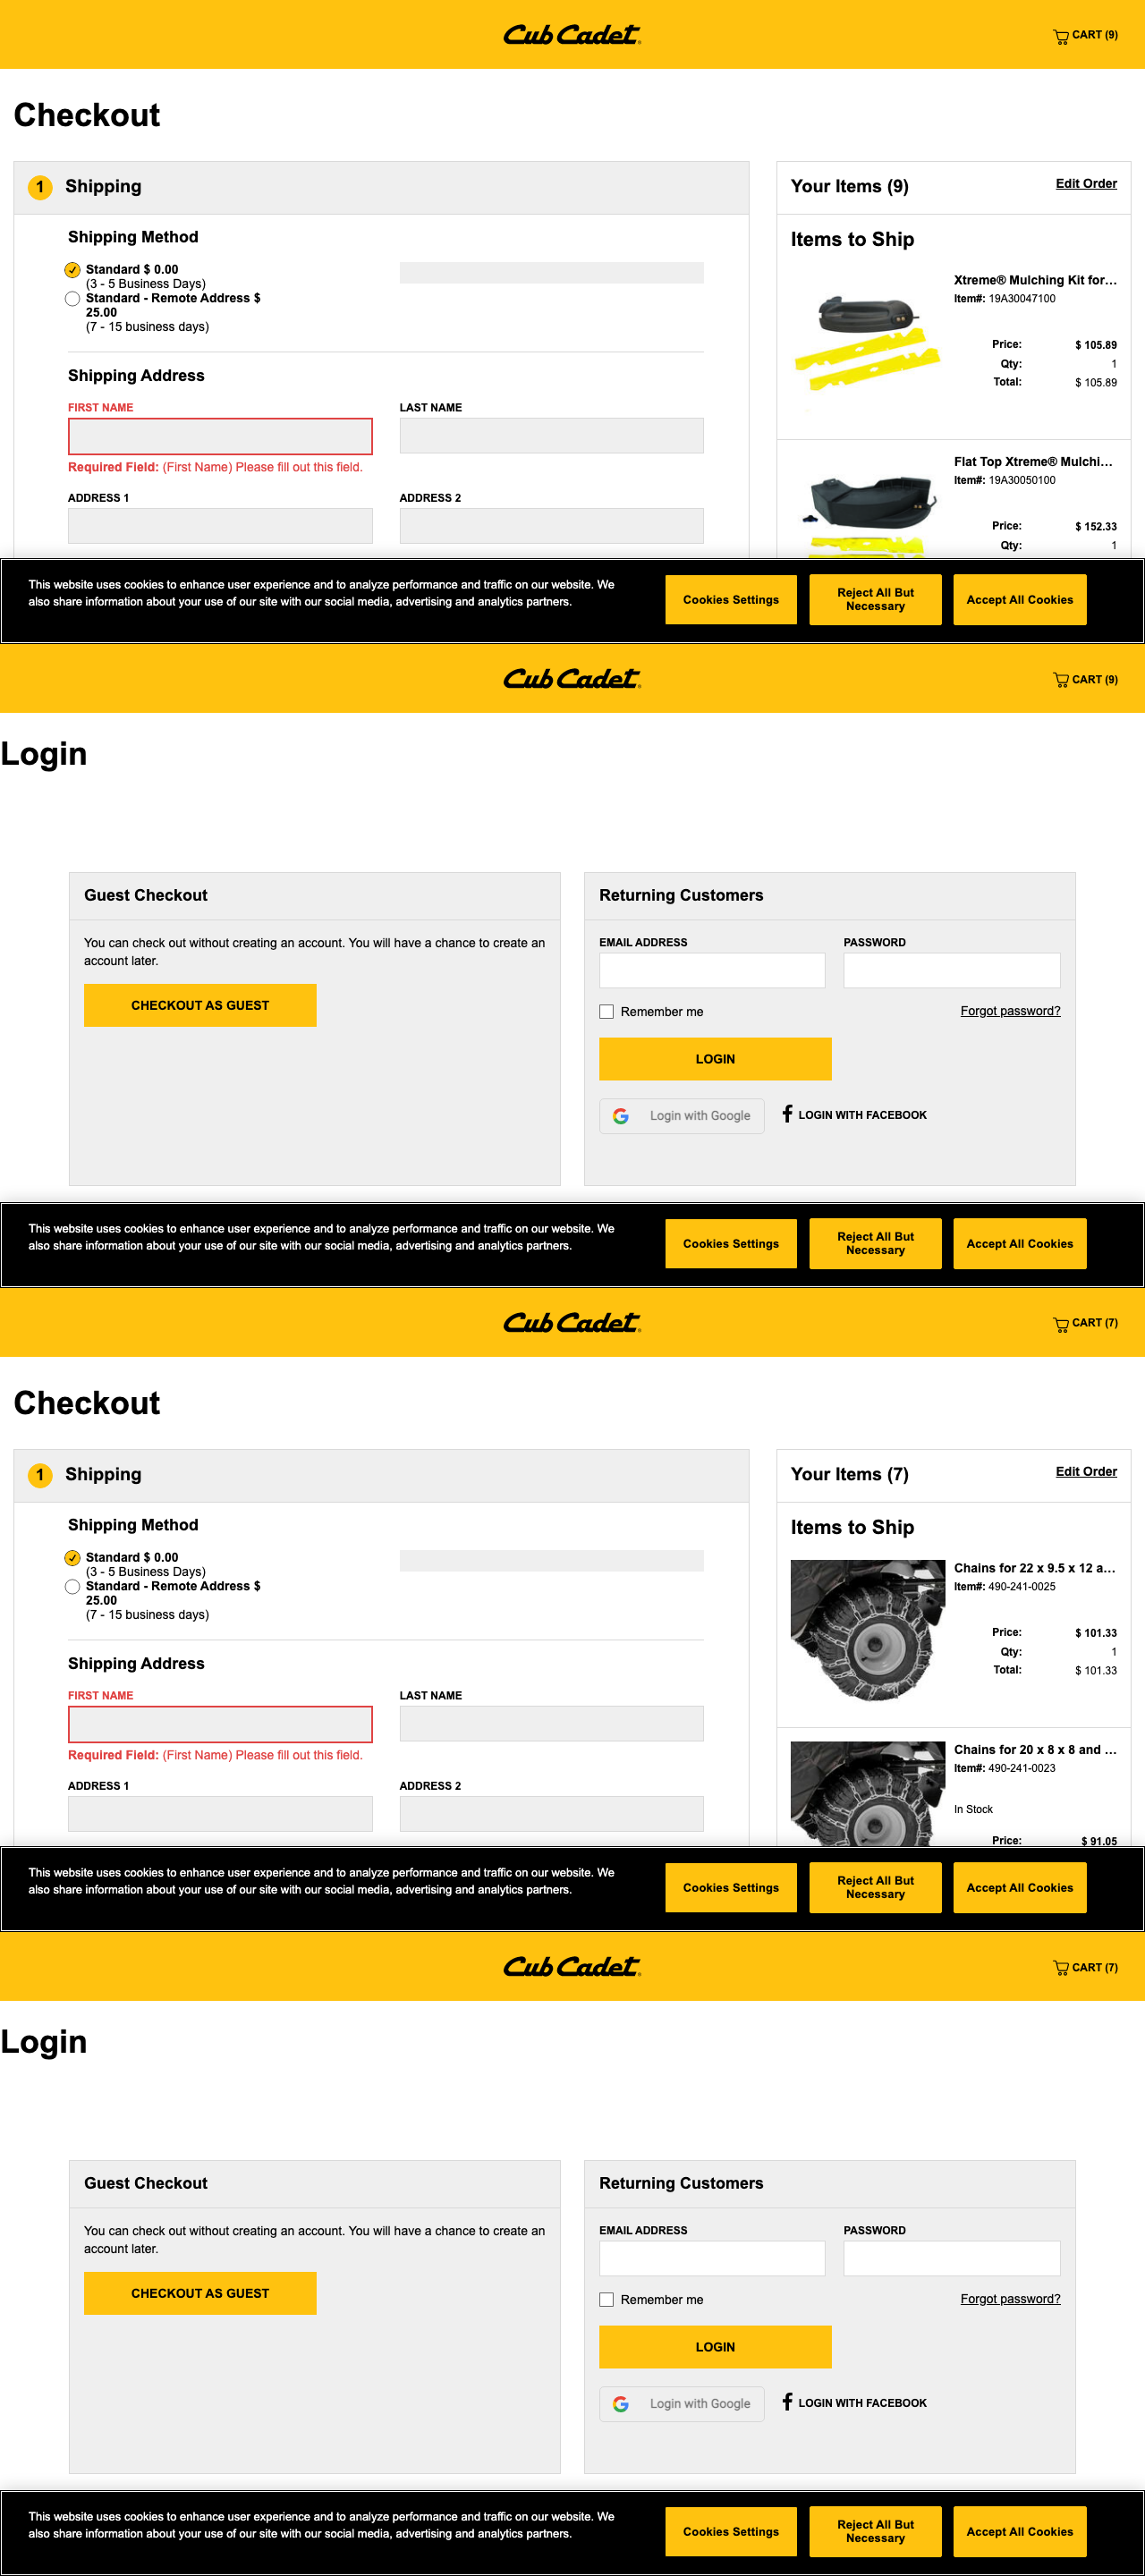 Cub Cadet
CART (9)
Checkout
1 Shipping
Shipping Method
Standard $ 0.00
(3 - 5 Business Days)
Standard - Remote Address $
25.00
(7 - 15 business days)
Shipping Address
FIRST NAME
LAST NAME
Required Field: (First Name) Please fill out this field.
ADDRESS 1
ADDRESS 2
Your Items (9)
Edit Order
Items to Ship
Xtreme® Mulching Kit for…
Item#: 19A30047100
Price: $ 105.89
Qty: 1
Total: $ 105.89
Flat Top Xtreme® Mulchi…
Item#: 19A30050100
Price: $ 152.33
Qty: 1
This website uses cookies to enhance user experience and to analyze performance and traffic on our website. We
also share information about your use of our site with our social media, advertising and analytics partners.
Cookies Settings
Reject All But
Necessary
Accept All Cookies
Cub Cadet
CART (9)
Login
Guest Checkout
You can check out without creating an account. You will have a chance to create an
account later.
CHECKOUT AS GUEST
Returning Customers
EMAIL ADDRESS
PASSWORD
Remember me
Forgot password?
LOGIN
Login with Google
LOGIN WITH FACEBOOK
This website uses cookies to enhance user experience and to analyze performance and traffic on our website. We
also share information about your use of our site with our social media, advertising and analytics partners.
Cookies Settings
Reject All But
Necessary
Accept All Cookies
Cub Cadet
CART (7)
Checkout
1 Shipping
Shipping Method
Standard $ 0.00
(3 - 5 Business Days)
Standard - Remote Address $
25.00
(7 - 15 business days)
Shipping Address
FIRST NAME
LAST NAME
Required Field: (First Name) Please fill out this field.
ADDRESS 1
ADDRESS 2
Your Items (7)
Edit Order
Items to Ship
Chains for 22 x 9.5 x 12 a…
Item#: 490-241-0025
Price: $ 101.33
Qty: 1
Total: $ 101.33
Chains for 20 x 8 x 8 and …
Item#: 490-241-0023
In Stock
Price: $ 91.05
This website uses cookies to enhance user experience and to analyze performance and traffic on our website. We
also share information about your use of our site with our social media, advertising and analytics partners.
Cookies Settings
Reject All But
Necessary
Accept All Cookies
Cub Cadet
CART (7)
Login
Guest Checkout
You can check out without creating an account. You will have a chance to create an
account later.
CHECKOUT AS GUEST
Returning Customers
EMAIL ADDRESS
PASSWORD
Remember me
Forgot password?
LOGIN
Login with Google
LOGIN WITH FACEBOOK
This website uses cookies to enhance user experience and to analyze performance and traffic on our website. We
also share information about your use of our site with our social media, advertising and analytics partners.
Cookies Settings
Reject All But
Necessary
Accept All Cookies